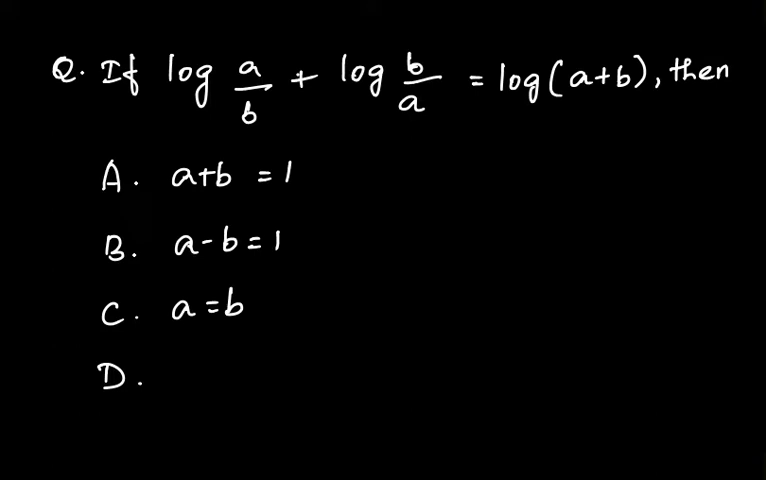 Q. If log a/b + log b/a = log(a+b), then
A. a+b = 1
B. a-b = 1
C. a = b
D.